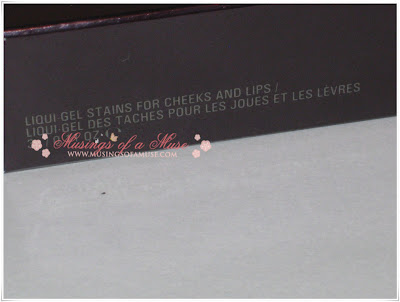 LIQUI·GEL STAINS FOR CHEEKS AND LIPS /
LIQUI·GEL DES TACHES POUR LES JOUES ET LES LÈVRES
OZ
Musings of a Muse
WWW.MUSINGSOFAMUSE.COM